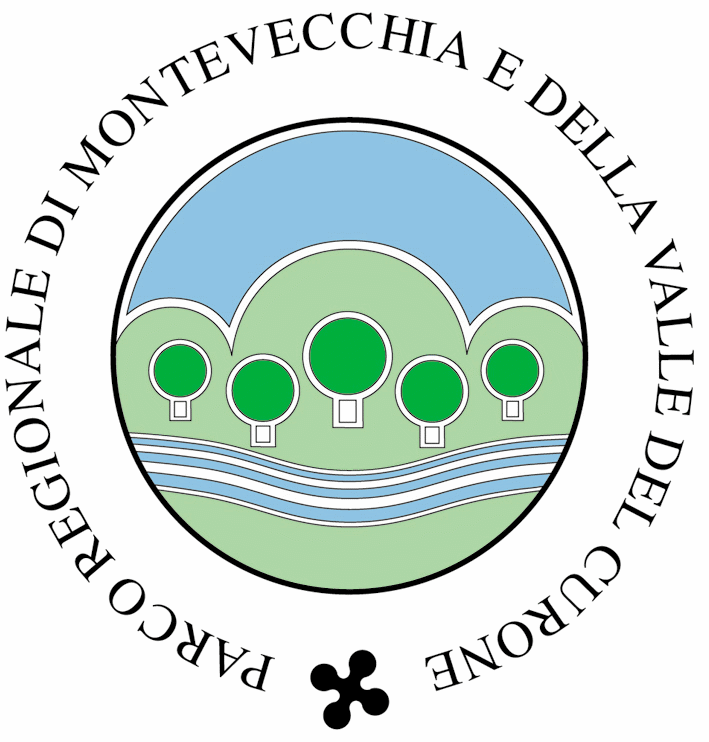 PARCO REGIONALE DI MONTEVECCHIA E DELLA VALLE DEL CURONE